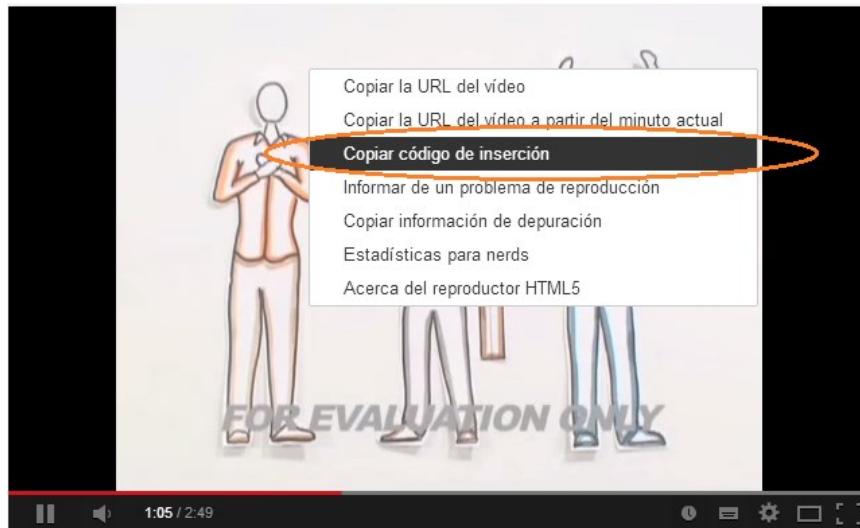 Copiar la URL del vídeo
Copiar la URL del vídeo a partir del minuto actual
Copiar código de inserción
Informar de un problema de reproducción
Copiar información de depuración
Estadísticas para nerds
Acerca del reproductor HTML5
FOR EVALUATION ONLY
1:05 / 2:49